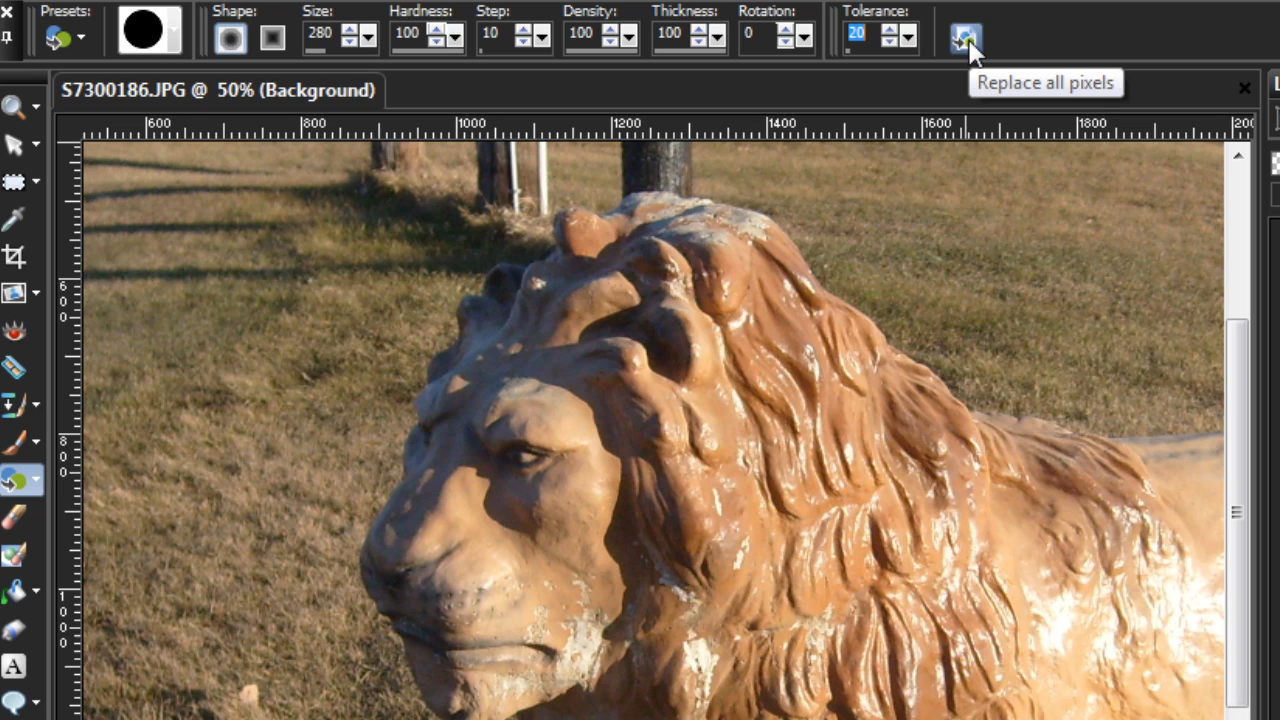 Presets:
Shape:
Size:
Hardness:
Step:
Density:
Thickness:
Rotation:
Tolerance:
280
100
10
100
100
0
20
Replace all pixels
S7300186.JPG @ 50% (Background)
600
800
1000
1200
1400
1600
1800
200
600
800
1000
A